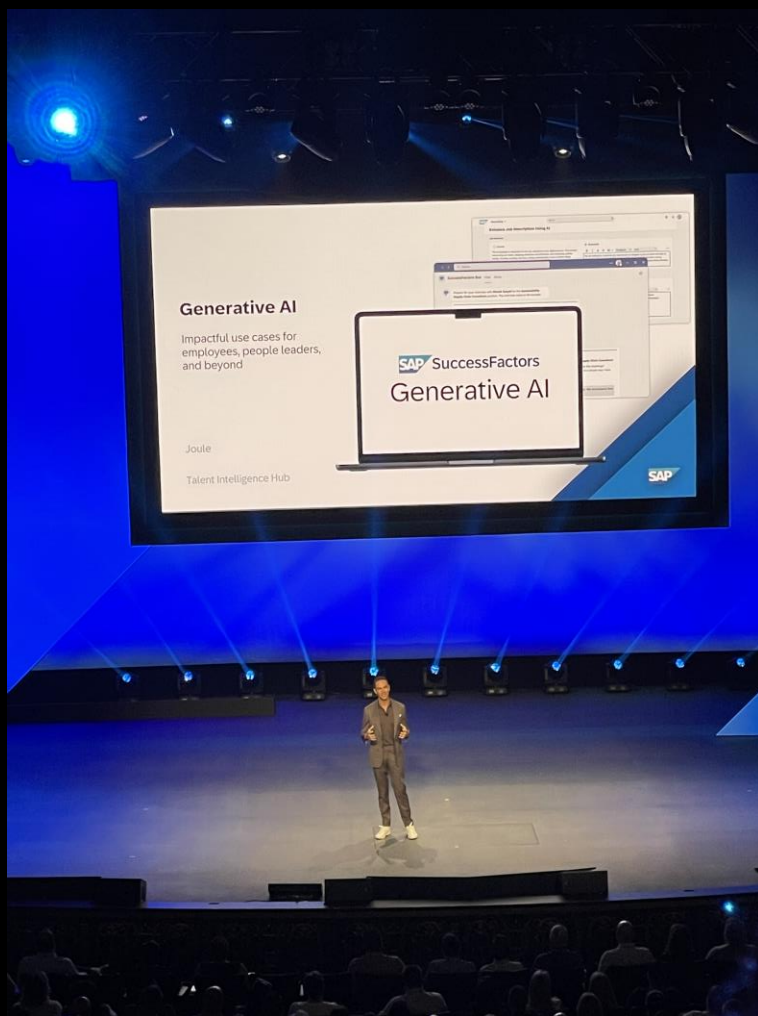 Generative AI
Impactful use cases for
employees, people leaders,
and beyond
Joule
Talent Intelligence Hub
SAP SuccessFactors
Generative AI
SAP